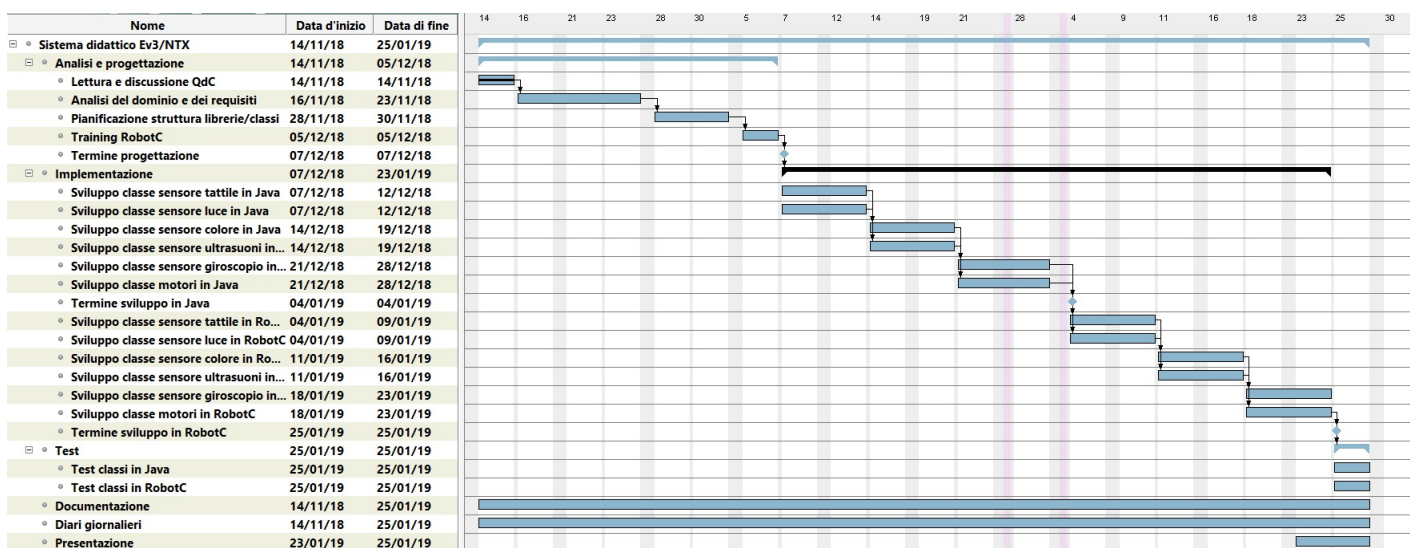 Nome Data d'inizio Data di fine 14 16 21 23 28 30 5 7 12 14 19 21 28 4 9 11 16 18 23 25 30
Sistema didattico Ev3/NTX 14/11/18 25/01/19
Analisi e progettazione 14/11/18 05/12/18
Lettura e discussione QdC 14/11/18 14/11/18
Analisi del dominio e dei requisiti 16/11/18 23/11/18
Pianificazione struttura librerie/classi 28/11/18 30/11/18
Training RobotC 05/12/18 05/12/18
Termine progettazione 07/12/18 07/12/18
Implementazione 07/12/18 23/01/19
Sviluppo classe sensore tattile in Java 07/12/18 12/12/18
Sviluppo classe sensore luce in Java 07/12/18 12/12/18
Sviluppo classe sensore colore in Java 14/12/18 19/12/18
Sviluppo classe sensore ultrasuoni in... 14/12/18 19/12/18
Sviluppo classe sensore giroscopio in... 21/12/18 28/12/18
Sviluppo classe motori in Java 21/12/18 28/12/18
Termine sviluppo in Java 04/01/19 04/01/19
Sviluppo classe sensore tattile in Ro... 04/01/19 09/01/19
Sviluppo classe sensore luce in RobotC 04/01/19 09/01/19
Sviluppo classe sensore colore in Ro... 11/01/19 16/01/19
Sviluppo classe sensore ultrasuoni in... 11/01/19 16/01/19
Sviluppo classe sensore giroscopio in... 18/01/19 23/01/19
Sviluppo classe motori in RobotC 18/01/19 23/01/19
Termine sviluppo in RobotC 25/01/19 25/01/19
Test 25/01/19 25/01/19
Test classi in Java 25/01/19 25/01/19
Test classi in RobotC 25/01/19 25/01/19
Documentazione 14/11/18 25/01/19
Diari giornalieri 14/11/18 25/01/19
Presentazione 23/01/19 25/01/19